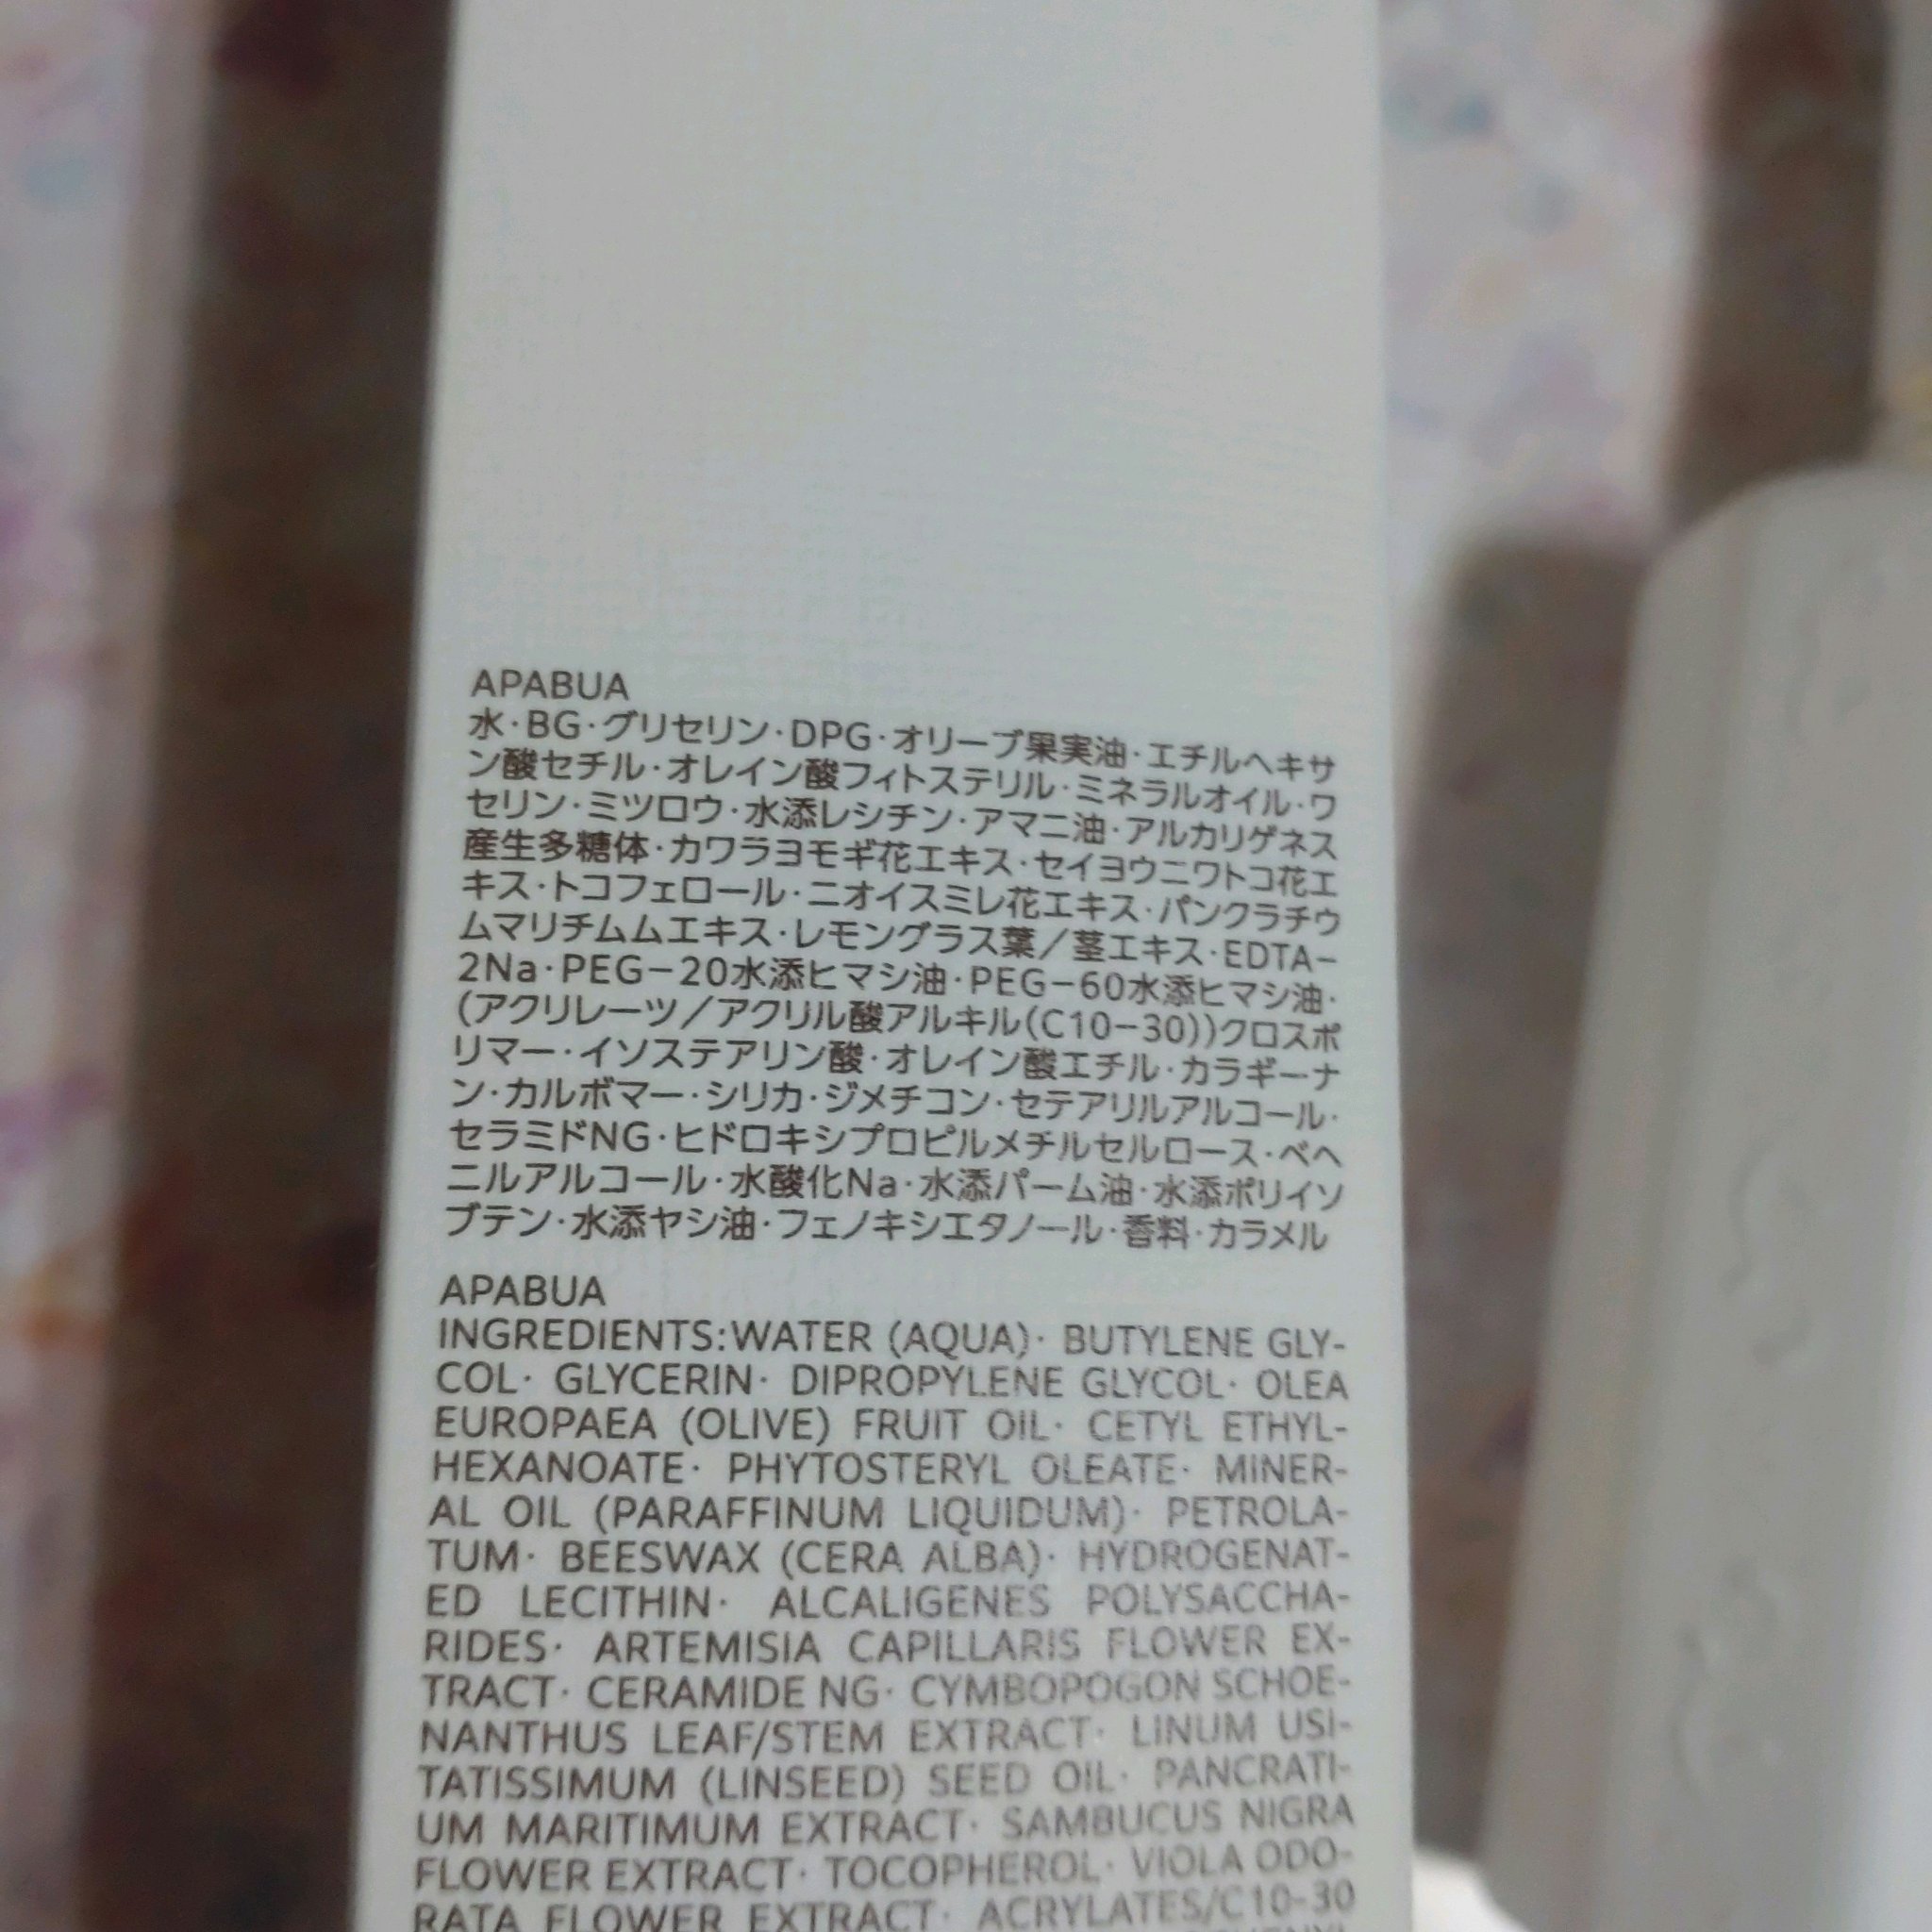 APABUA
水・BG・グリセリン・DPG・オリーブ果実油・エチルヘキサ
ン酸セチル・オレイン酸フィトステリル・ミネラルオイル・ワ
セリン・ミツロウ・水添レシチン・アマニ油・アルカリゲネス
産生多糖体・カワラヨモギ花エキス・セイヨウニワトコ花エ
キス・トコフェロール・ニオイスミレ花エキス・パンクラチウ
ムマリチムムエキス・レモングラス葉／茎エキス・EDTA−
2Na・PEG−20水添ヒマシ油・PEG−60水添ヒマシ油・
(アクリレーツ／アクリル酸アルキル(C10−30))クロスポ
リマー・イソステアリン酸・オレイン酸エチル・カラギーナ
ン・カルボマー・シリカ・ジメチコン・セテアリルアルコール・
セラミドNG・ヒドロキシプロピルメチルセルロース・ベヘ
ニルアルコール・水酸化Na・水添パーム油・水添ポリイソ
ブテン・水添ヤシ油・フェノキシエタノール・香料・カラメル
APABUA
INGREDIENTS:WATER (AQUA)· BUTYLENE GLY-
COL· GLYCERIN· DIPROPYLENE GLYCOL· OLEA
EUROPAEA (OLIVE) FRUIT OIL· CETYL ETHYL-
HEXANOATE· PHYTOSTERYL OLEATE· MINER-
AL OIL (PARAFFINUM LIQUIDUM)· PETROLA-
TUM· BEESWAX (CERA ALBA)· HYDROGENAT-
ED LECITHIN· ALCALIGENES POLYSACCHA-
RIDES· ARTEMISIA CAPILLARIS FLOWER EX-
TRACT· CERAMIDE NG· CYMBOPOGON SCHOE-
NANTHUS LEAF/STEM EXTRACT· LINUM USI-
TATISSIMUM (LINSEED) SEED OIL· PANCRATI-
UM MARITIMUM EXTRACT· SAMBUCUS NIGRA
FLOWER EXTRACT· TOCOPHEROL· VIOLA ODO-
RATA FLOWER EXTRACT· ACRYLATES/C10-30